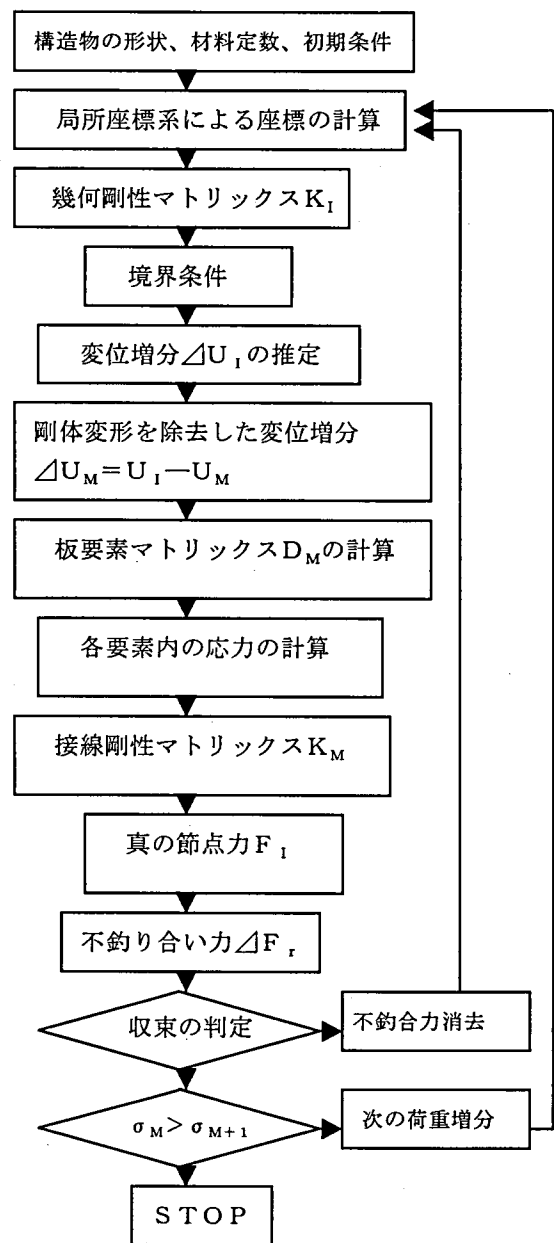 構造物の形状、材料定数、初期条件
局所座標系による座標の計算
幾何剛性マトリックスK_I
境界条件
変位増分⊿U_Iの推定
剛体変形を除去した変位増分
⊿U_M=U_I―U_M
板要素マトリックスD_Mの計算
各要素内の応力の計算
接線剛性マトリックスK_M
真の節点力F_I
不釣り合い力⊿F_r
収束の判定
不釣合力消去
σ_M>σ_M+1
次の荷重増分
STOP